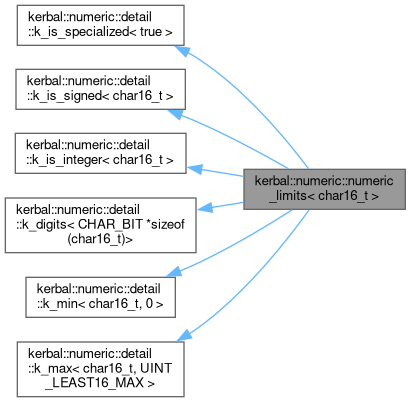 kerbal::numeric::detail
::k_is_specialized< true >
kerbal::numeric::detail
::k_is_signed< char16_t >
kerbal::numeric::detail
::k_is_integer< char16_t >
kerbal::numeric::numeric
_limits< char16_t >
kerbal::numeric::detail
::k_digits< CHAR_BIT *sizeof
(char16_t)>
kerbal::numeric::detail
::k_min< char16_t, 0 >
kerbal::numeric::detail
::k_max< char16_t, UINT
_LEAST16_MAX >